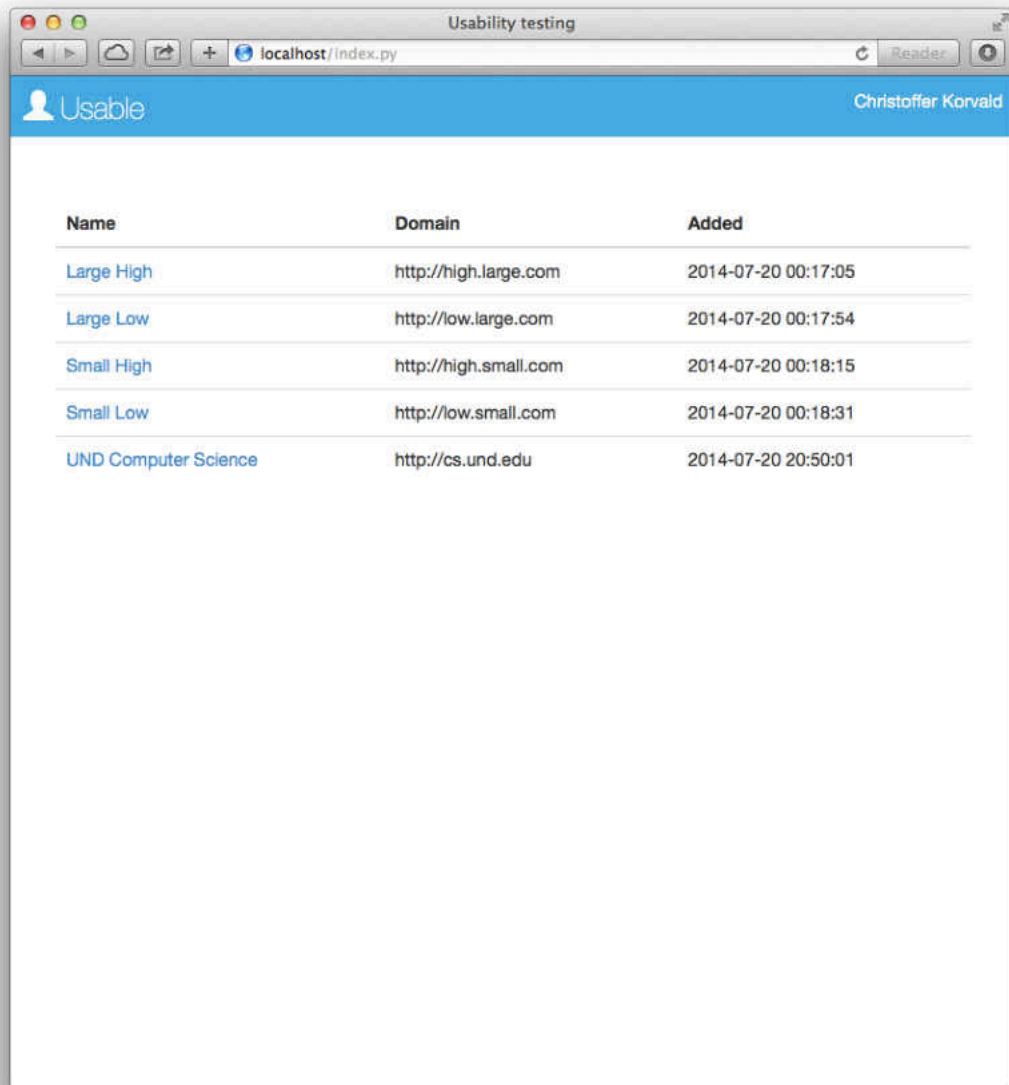 Usability testing
localhost/index.py
Reader
Usable
Christoffer Korvald
Name Domain Added
Large High http://high.large.com 2014-07-20 00:17:05
Large Low http://low.large.com 2014-07-20 00:17:54
Small High http://high.small.com 2014-07-20 00:18:15
Small Low http://low.small.com 2014-07-20 00:18:31
UND Computer Science http://cs.und.edu 2014-07-20 20:50:01